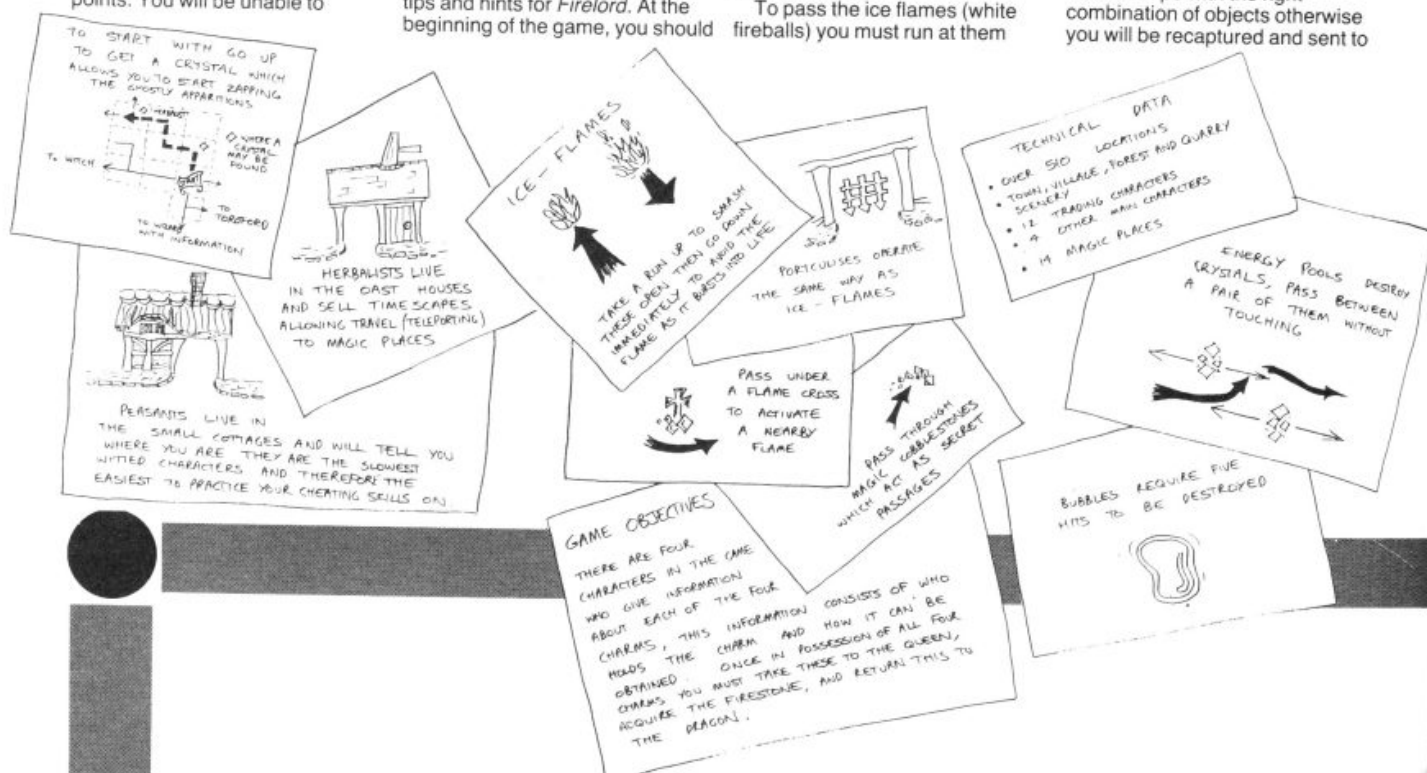 points. You will be unable to
tips and hints for Firelord. At the
beginning of the game, you should
To pass the ice flames (white
fireballs) you must run at them
combination of objects otherwise
you will be recaptured and sent to
TO START WITH GO UP
TO GET A CRYSTAL WHICH
ALLOWS YOU TO START ZAPPING
THE GHOSTLY APPARITIONS
WHERE A
CRYSTAL
MAY BE
FOUND
TO WITCH
START
TO
TOREFORD
TO
WITH INFORMATION
HERBALISTS LIVE
IN THE OAST HOUSES
AND SELL TIMESCAPES
ALLOWING TRAVEL (TELEPORTING)
TO MAGIC PLACES
PEASANTS LIVE IN
THE SMALL COTTAGES AND WILL TELL YOU
WHERE YOU ARE THEY ARE THE SLOWEST
WITTED CHARACTERS AND THEREFORE THE
EASIEST TO PRACTICE YOUR CHEATING SKILLS ON
ICE-FLAMES
TAKE A RUN UP TO SMASH
THESE OPEN THEN GO DOWN
IMMEDIATELY TO AVOID THE
FLAME AS IT BURSTS INTO LIFE
PORTCULISES OPERATE
THE SAME WAY AS
ICE-FLAMES
PASS UNDER
A FLAME CROSS
TO ACTIVATE
A NEARBY
FLAME
PASS THROUGH
MAGIC COBBLESTONES
WHICH ACT AS SECRET
PASSAGES
TECHNICAL DATA
• OVER 510 LOCATIONS
• TOWN, VILLAGE, FOREST AND QUARRY
SCENERY
• 12 TRADING CHARACTERS
• 4 OTHER MAIN CHARACTERS
• 14 MAGIC PLACES
ENERGY POOLS DESTROY
CRYSTALS, PASS BETWEEN
A PAIR OF THEM WITHOUT
TOUCHING
BUBBLES REQUIRE FIVE
HITS TO BE DESTROYED
GAME OBJECTIVES
THERE ARE FOUR
CHARACTERS IN THE GAME
WHO GIVE INFORMATION
ABOUT EACH OF THE FOUR
CHARMS, THIS INFORMATION CONSISTS OF WHO
HOLDS THE CHARM AND HOW IT CAN BE
OBTAINED. ONCE IN POSSESSION OF ALL FOUR
CHARMS YOU MUST TAKE THESE TO THE QUEEN,
ACQUIRE THE FIRESTONE, AND RETURN THIS TO
THE DRAGON.